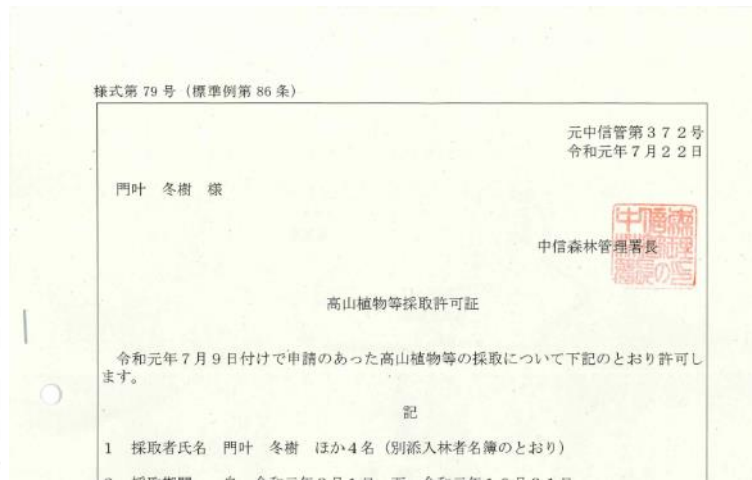 様式第 79 号（標準例第 86 条）
元中信管第３７２号
令和元年７月２２日
門叶　冬樹　様
中信森林管理署長
高山植物等採取許可証
令和元年７月９日付けで申請のあった高山植物等の採取について下記のとおり許可し
ます。
記
1　採取者氏名　門叶　冬樹　ほか４名（別添入林者名簿のとおり）